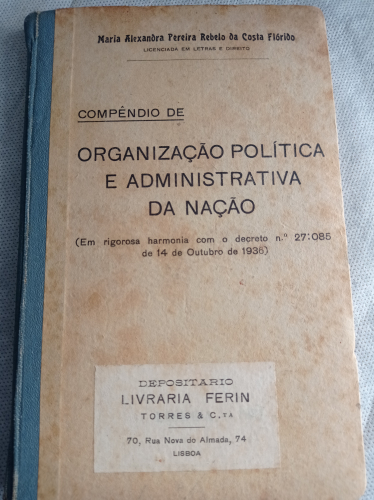 Maria Alexandra Pereira Rebelo da Costa Flórido
LICENCIADA EM LETRAS E DIREITO
COMPÊNDIO DE
ORGANIZAÇÃO POLÍTICA
E ADMINISTRATIVA
DA NAÇÃO
(Em rigorosa harmonia com o decreto n.º 27:085
de 14 de Outubro de 1936)
DEPOSITARIO
LIVRARIA FERIN
TORRES & C.TA
70, Rua Nova do Almada, 74
LISBOA